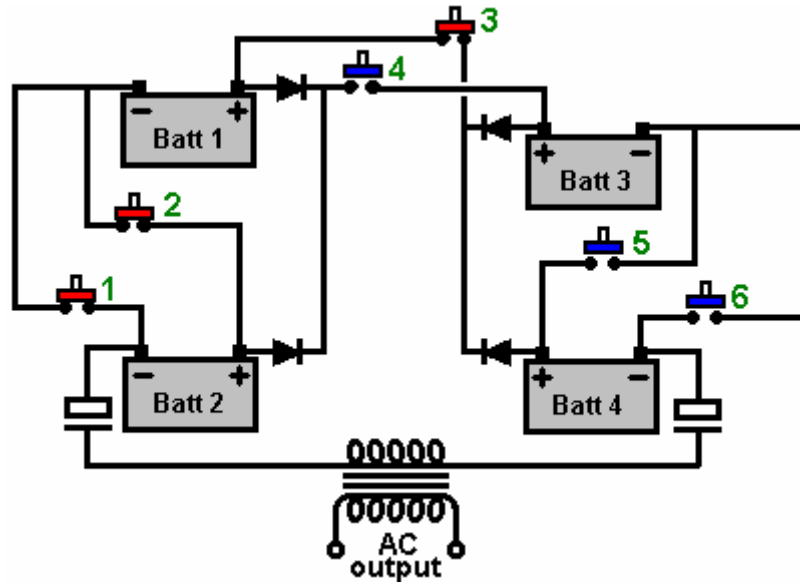 3
4
− +
Batt 1
+ −
Batt 3
2
5
1
6
− +
Batt 2
+ −
Batt 4
AC
output